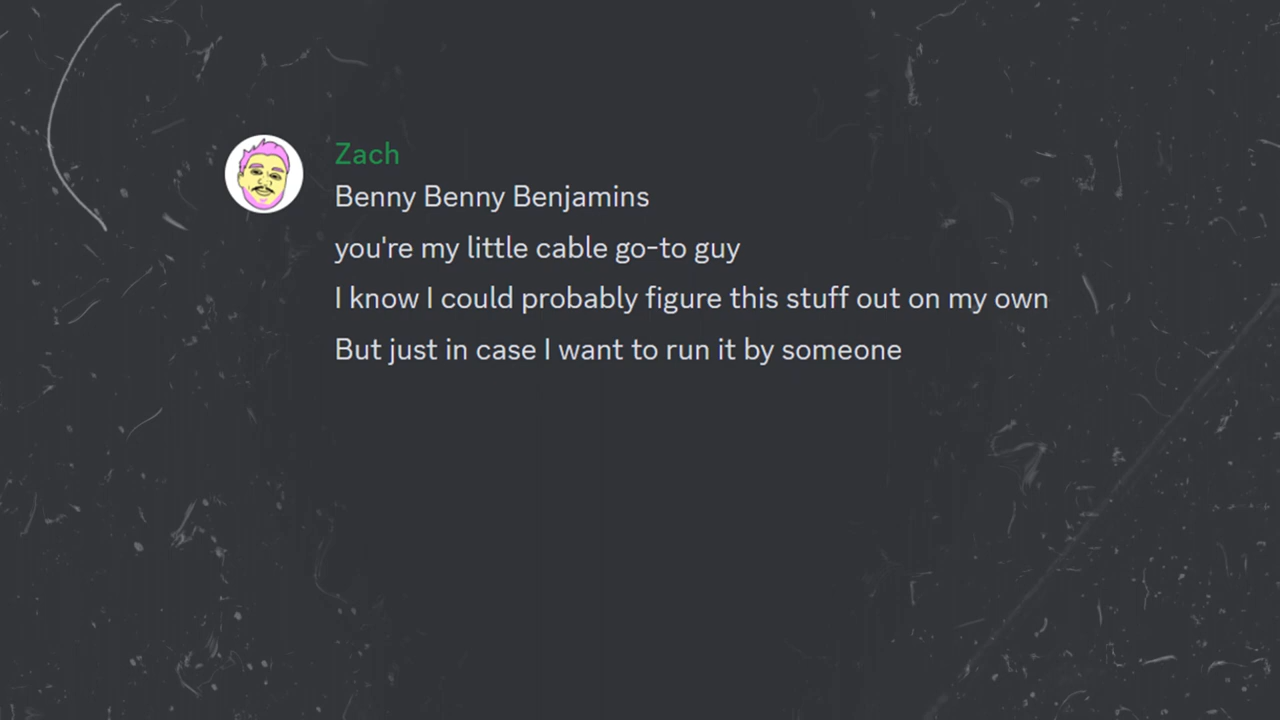 Zach
Benny Benny Benjamins
you're my little cable go-to guy
I know I could probably figure this stuff out on my own
But just in case I want to run it by someone